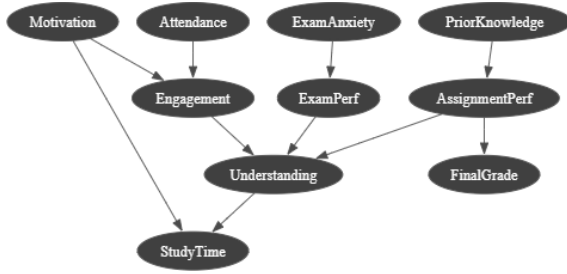 Motivation
Attendance
ExamAnxiety
PriorKnowledge
Engagement
ExamPerf
AssignmentPerf
Understanding
FinalGrade
StudyTime